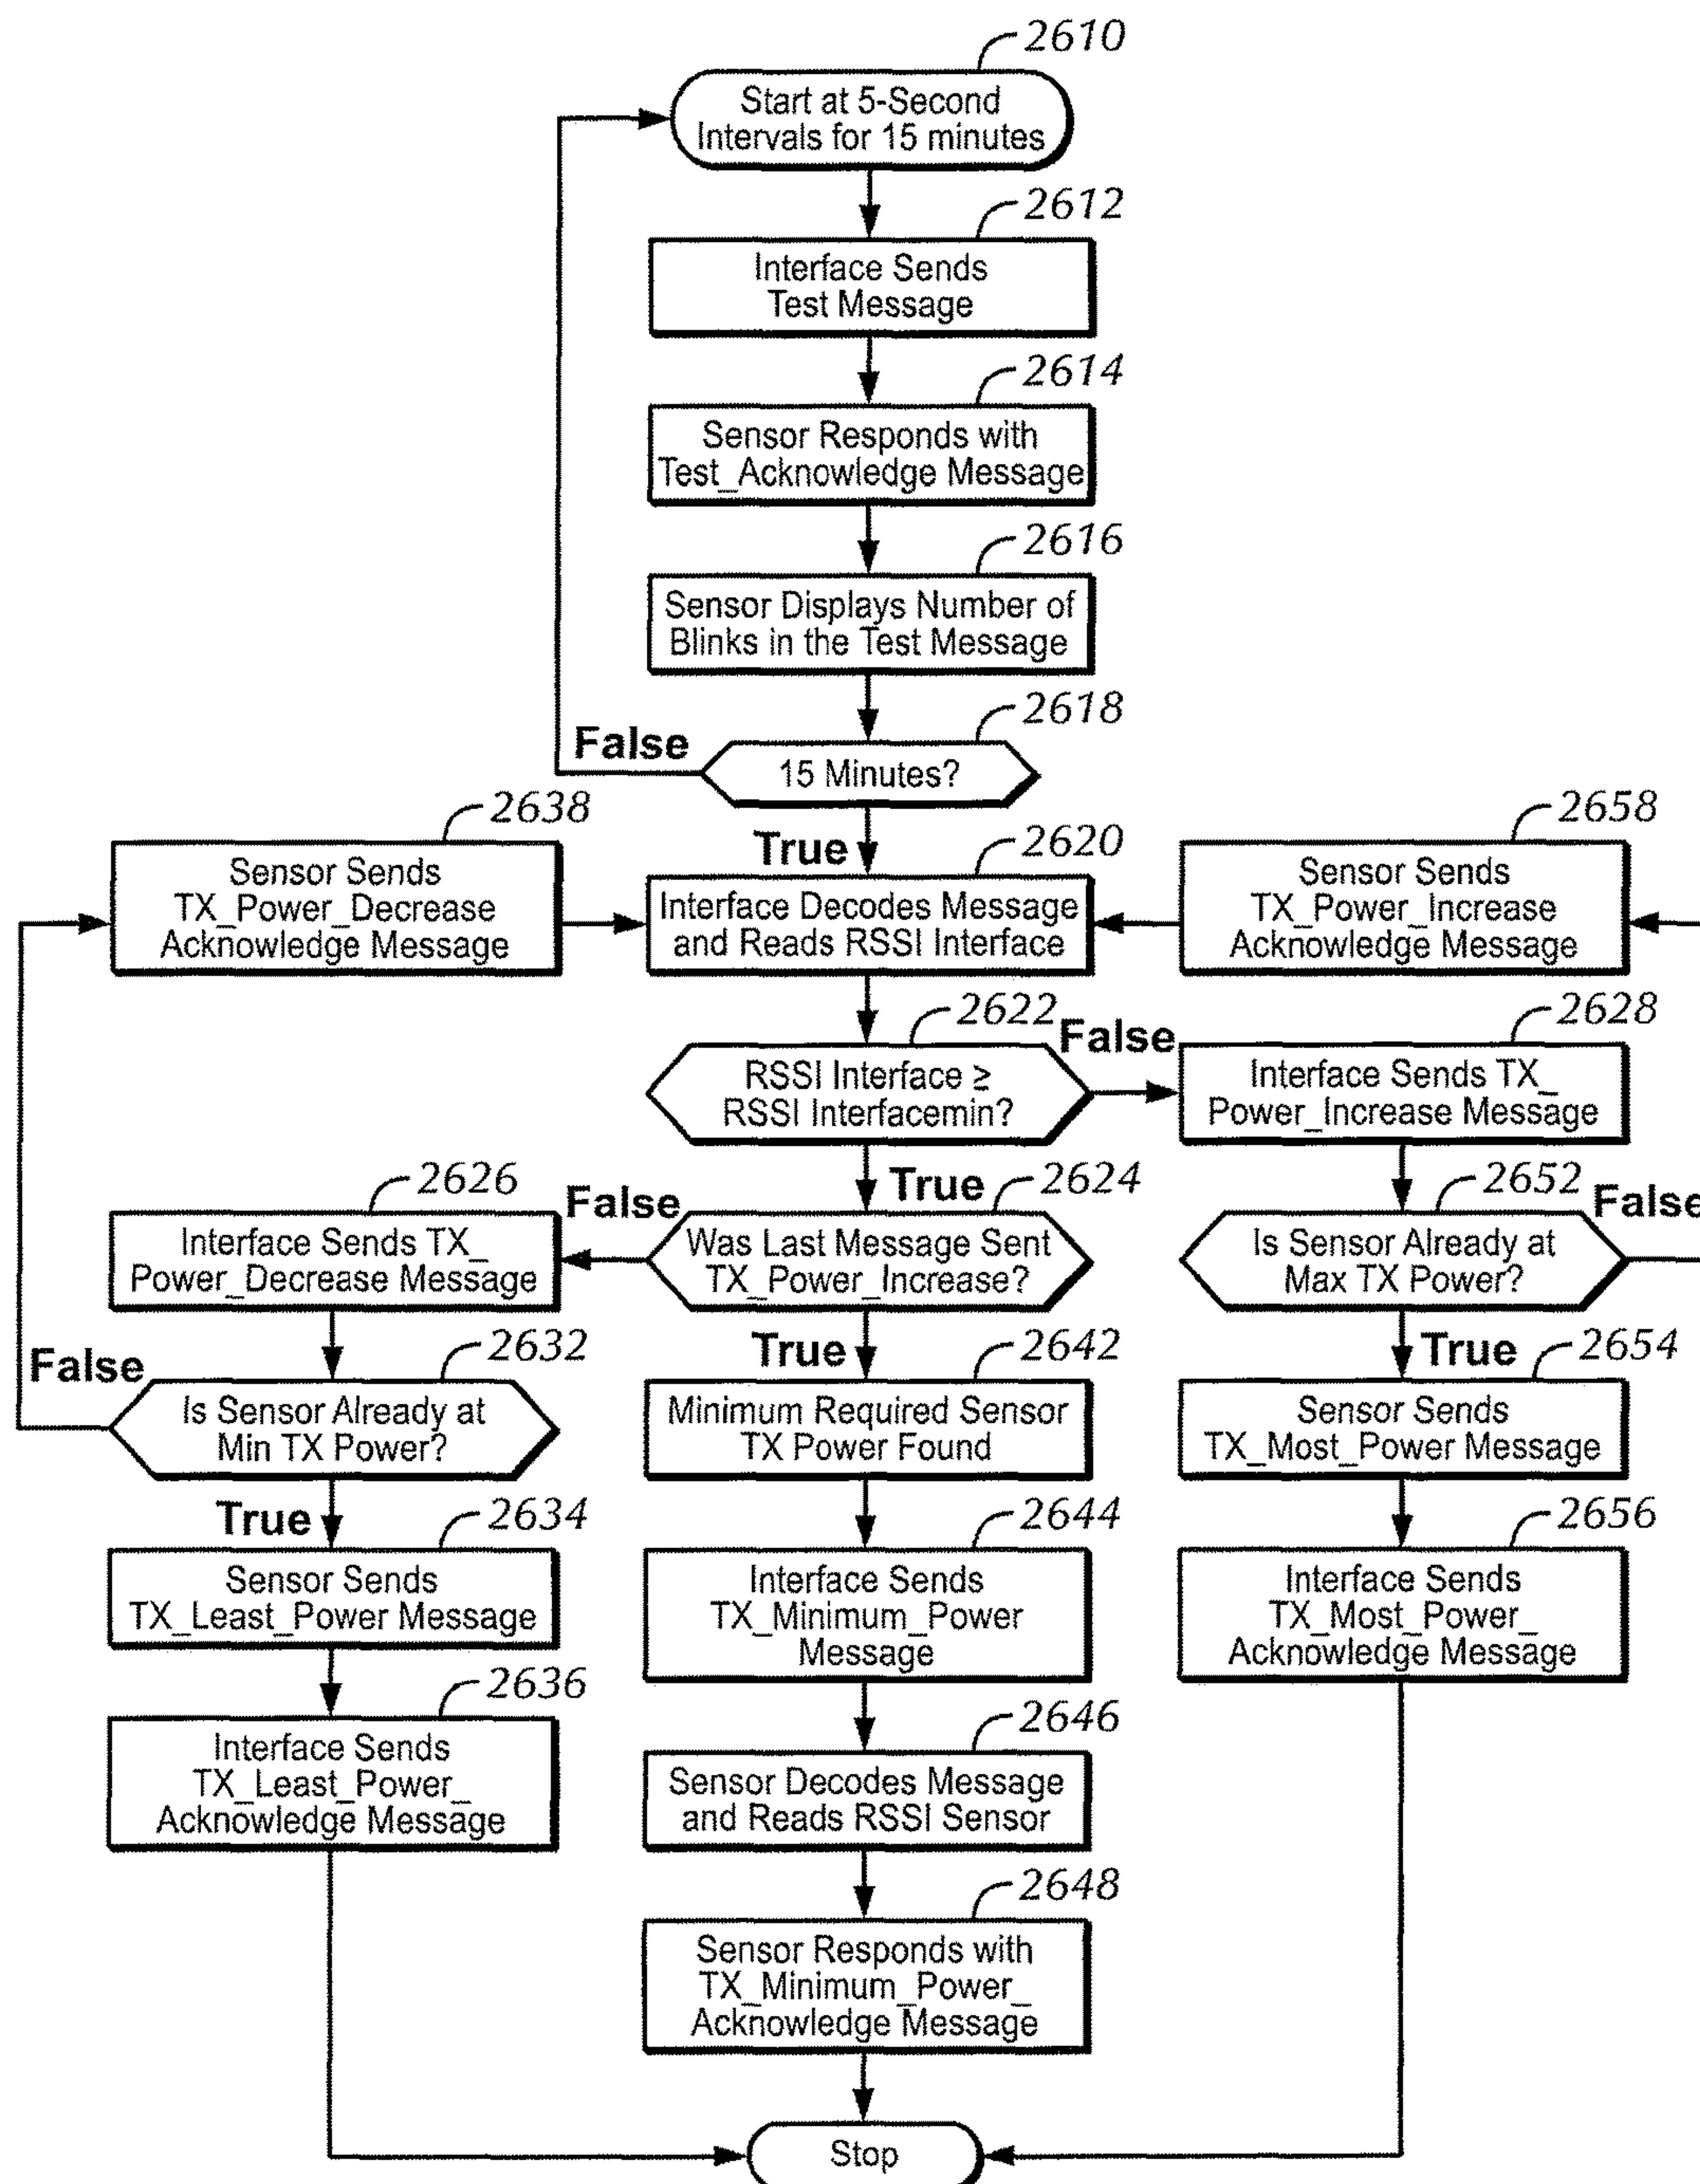 2610
Start at 5-Second
Intervals for 15 minutes
2612
Interface Sends
Test Message
2614
Sensor Responds with
Test_Acknowledge Message
2616
Sensor Displays Number of
Blinks in the Test Message
2618
False
15 Minutes?
2638
Sensor Sends
TX_Power_Decrease
Acknowledge Message
True
2620
Interface Decodes Message
and Reads RSSI Interface
2658
Sensor Sends
TX_Power_Increase
Acknowledge Message
2622
RSSI Interface ≥
RSSI Interfacemin?
False
2628
Interface Sends TX_
Power_Increase Message
2626
Interface Sends TX_
Power_Decrease Message
False
True
2624
Was Last Message Sent
TX_Power_Increase?
2652
False
Is Sensor Already at
Max TX Power?
False
2632
Is Sensor Already at
Min TX Power?
True
2642
Minimum Required Sensor
TX Power Found
True
2654
Sensor Sends
TX_Most_Power Message
True
2634
Sensor Sends
TX_Least_Power Message
2644
Interface Sends
TX_Minimum_Power
Message
2656
Interface Sends
TX_Most_Power_
Acknowledge Message
2636
Interface Sends
TX_Least_Power_
Acknowledge Message
2646
Sensor Decodes Message
and Reads RSSI Sensor
2648
Sensor Responds with
TX_Minimum_Power_
Acknowledge Message
Stop